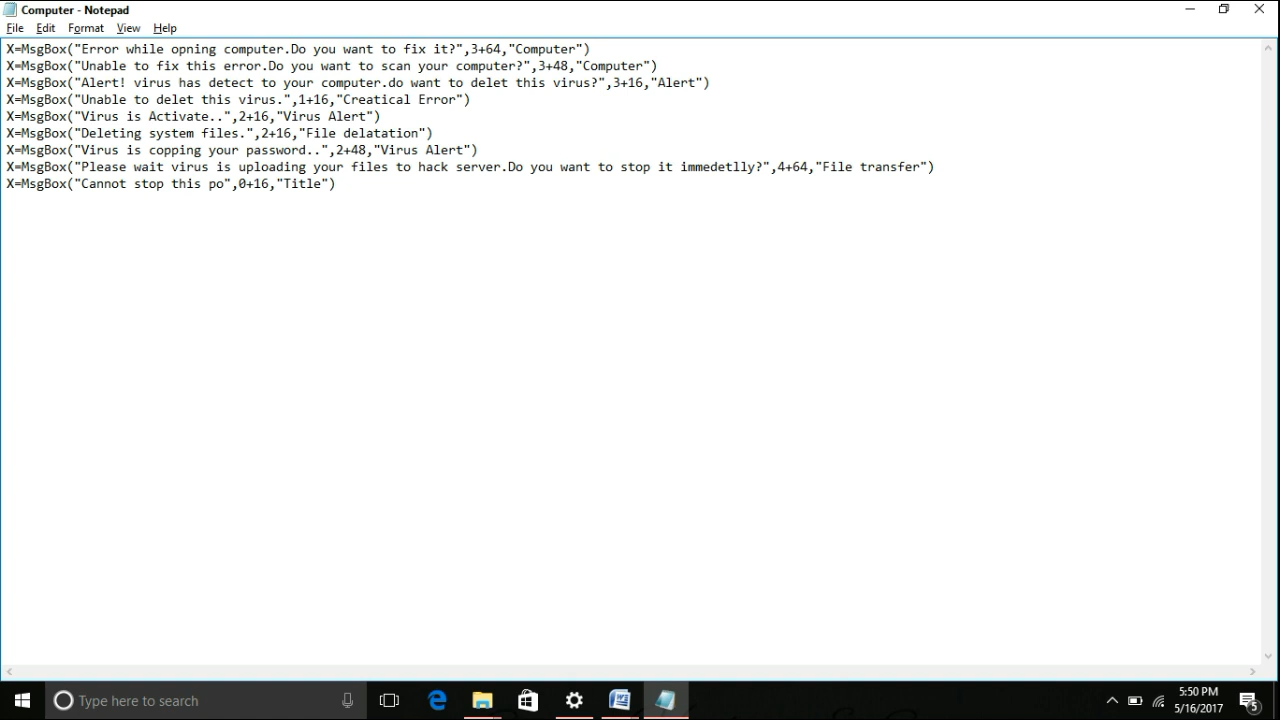 Computer - Notepad
File Edit Format View Help
X=MsgBox("Error while opning computer.Do you want to fix it?",3+64,"Computer")
X=MsgBox("Unable to fix this error.Do you want to scan your computer?",3+48,"Computer")
X=MsgBox("Alert! virus has detect to your computer.do want to delet this virus?",3+16,"Alert")
X=MsgBox("Unable to delet this virus.",1+16,"Creatical Error")
X=MsgBox("Virus is Activate..",2+16,"Virus Alert")
X=MsgBox("Deleting system files.",2+16,"File delatation")
X=MsgBox("Virus is copping your password..",2+48,"Virus Alert")
X=MsgBox("Please wait virus is uploading your files to hack server.Do you want to stop it immedetlly?",4+64,"File transfer")
X=MsgBox("Cannot stop this po",0+16,"Title")
Type here to search
5:50 PM
5/16/2017
5